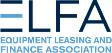 ELFA
EQUIPMENT LEASING AND
FINANCE ASSOCIATION